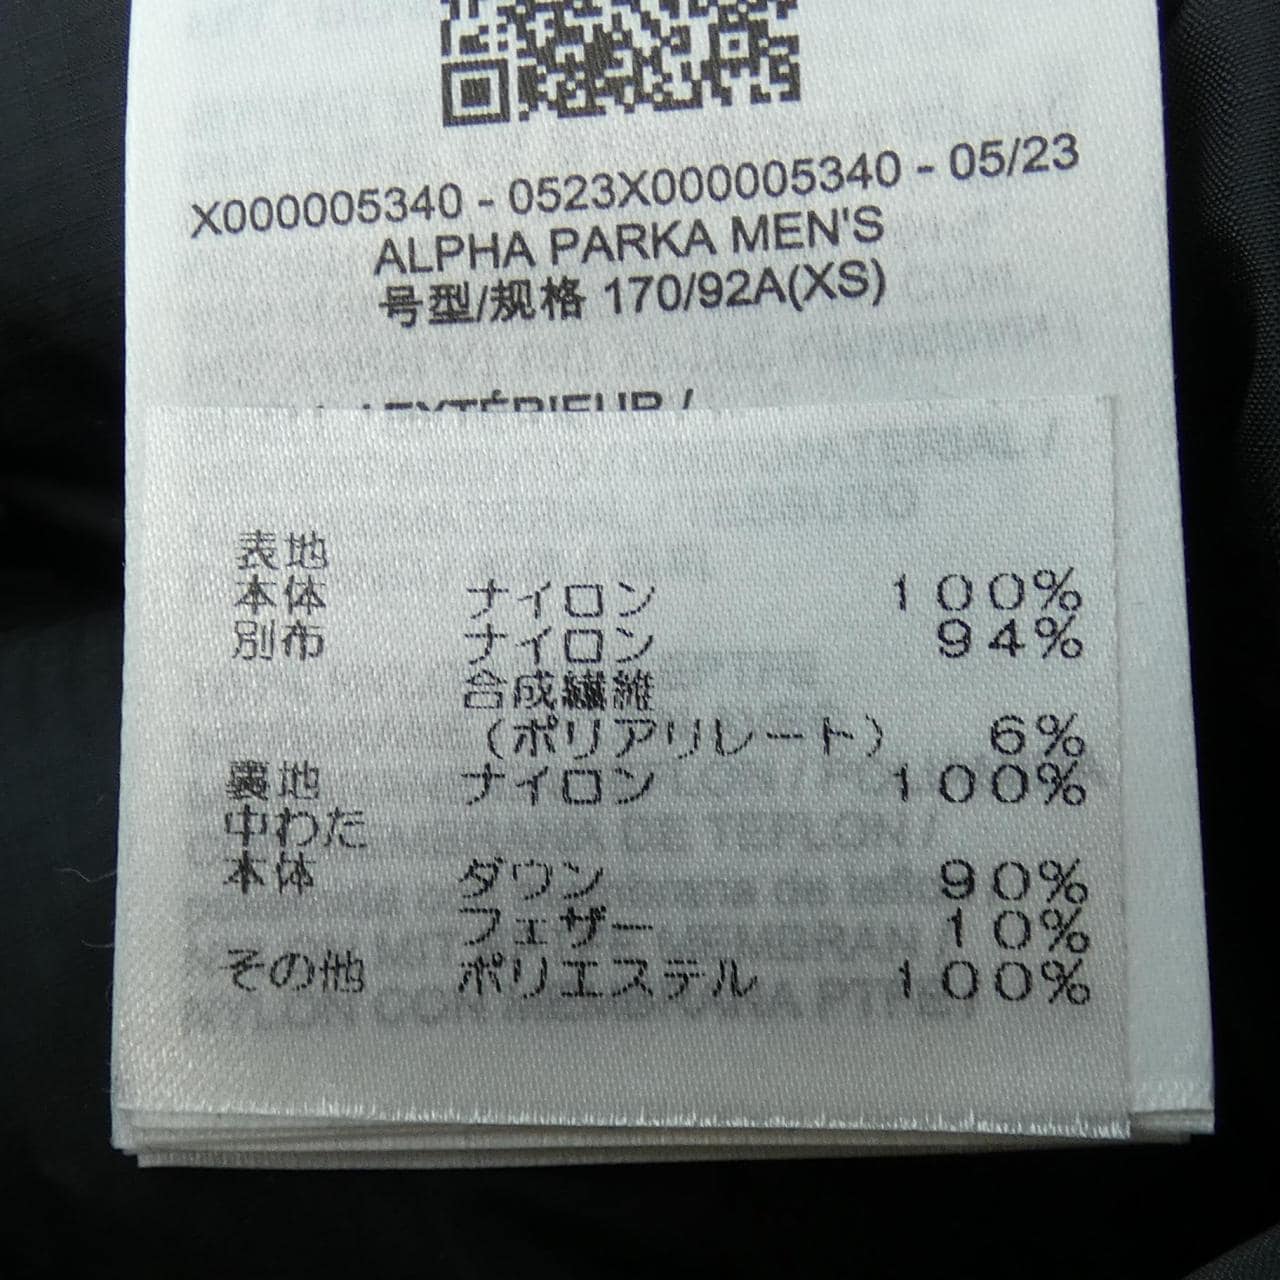 X000005340 - 0523X000005340 - 05/23
ALPHA PARKA MEN'S
号型/规格 170/92A(XS)
EXTÉRIEUR /
表地
本体 ナイロン 100%
別布 ナイロン 94%
合成繊維
(ポリアリレート) 6%
裏地 ナイロン 100%
中わた
本体 ダウン 90%
フェザー 10%
その他 ポリエステル 100%